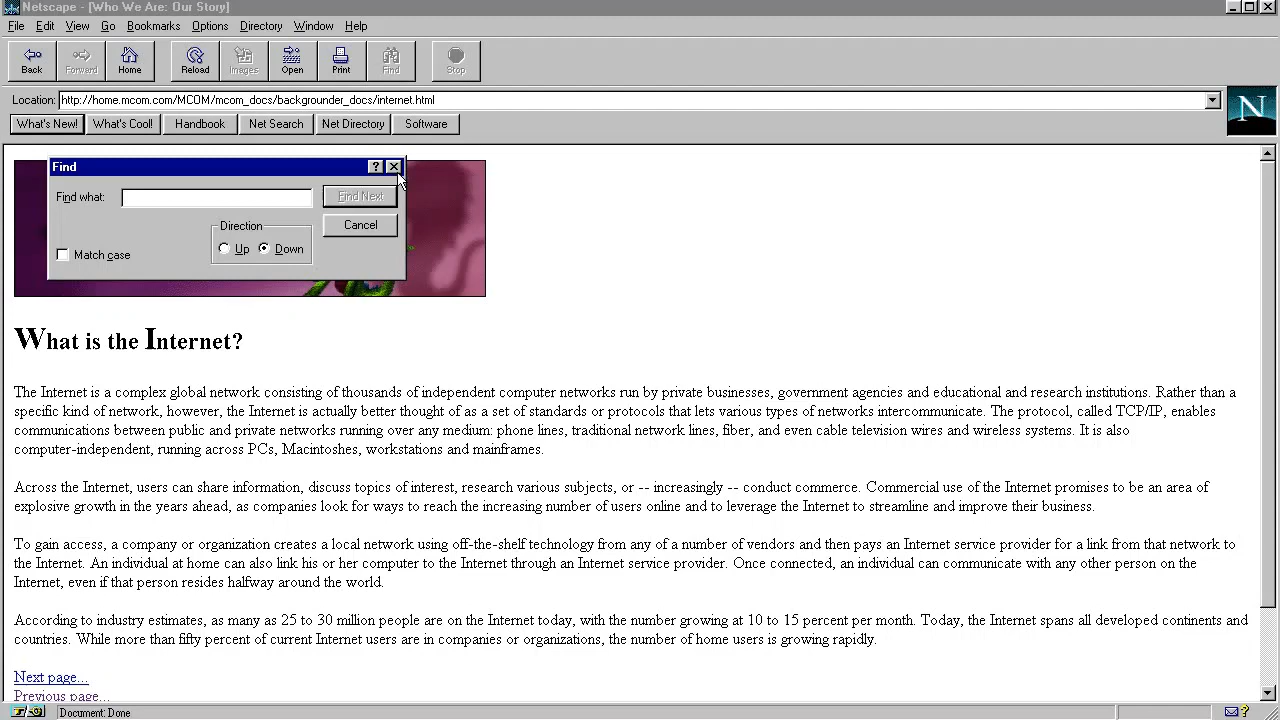 Netscape - [Who We Are: Our Story]
File Edit View Go Bookmarks Options Directory Window Help
Back Forward Home Reload Images Open Print Find Stop
Location: http://home.mcom.com/MCOM/mcom_docs/backgrounder_docs/internet.html
N
What's New! What's Cool! Handbook Net Search Net Directory Software
Find ?
Find what: Find Next
Direction Cancel
Up Down
Match case
What is the Internet?
The Internet is a complex global network consisting of thousands of independent computer networks run by private businesses, government agencies and educational and research institutions. Rather than a
specific kind of network, however, the Internet is actually better thought of as a set of standards or protocols that lets various types of networks intercommunicate. The protocol, called TCP/IP, enables
communications between public and private networks running over any medium: phone lines, traditional network lines, fiber, and even cable television wires and wireless systems. It is also
computer-independent, running across PCs, Macintoshes, workstations and mainframes.
Across the Internet, users can share information, discuss topics of interest, research various subjects, or -- increasingly -- conduct commerce. Commercial use of the Internet promises to be an area of
explosive growth in the years ahead, as companies look for ways to reach the increasing number of users online and to leverage the Internet to streamline and improve their business.
To gain access, a company or organization creates a local network using off-the-shelf technology from any of a number of vendors and then pays an Internet service provider for a link from that network to
the Internet. An individual at home can also link his or her computer to the Internet through an Internet service provider. Once connected, an individual can communicate with any other person on the
Internet, even if that person resides halfway around the world.
According to industry estimates, as many as 25 to 30 million people are on the Internet today, with the number growing at 10 to 15 percent per month. Today, the Internet spans all developed continents and
countries. While more than fifty percent of current Internet users are in companies or organizations, the number of home users is growing rapidly.
Next page...
Previous page...
Document: Done ?